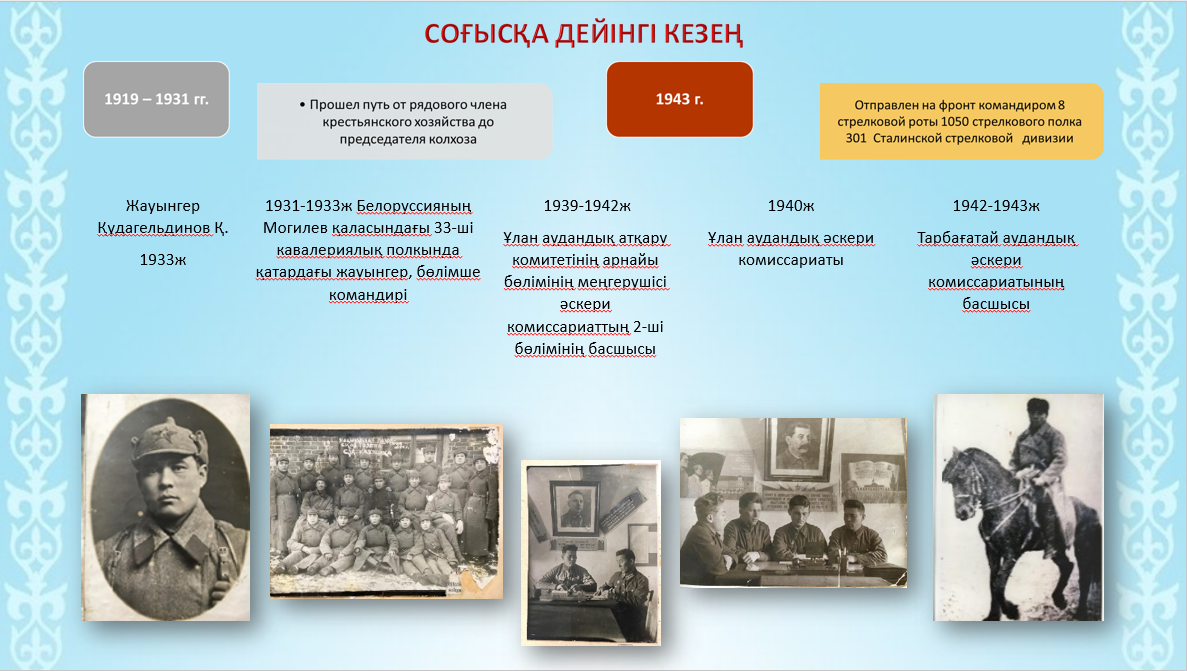 СОҒЫСҚА ДЕЙІНГІ КЕЗЕҢ
1919 – 1931 гг.
• Прошел путь от рядового члена
крестьянского хозяйства до
председателя колхоза
1943 г.
Отправлен на фронт командиром 8
стрелковой роты 1050 стрелкового полка
301 Сталинской стрелковой дивизии
Жауынгер
Құдагельдинов Қ.
1933ж
1931-1933ж Белоруссияның
Могилев қаласындағы 33-ші
кавалериялық полкында
қатардағы жауынгер, бөлімше
командирі
1939-1942ж
Ұлан аудандық атқару
комитетінің арнайы
бөлімінің меңгерушісі
әскери
комиссариаттың 2-ші
бөлімінің басшысы
1940ж
Ұлан аудандық әскери
комиссариаты
1942-1943ж
Тарбағатай аудандық
әскери
комиссариатының
басшысы